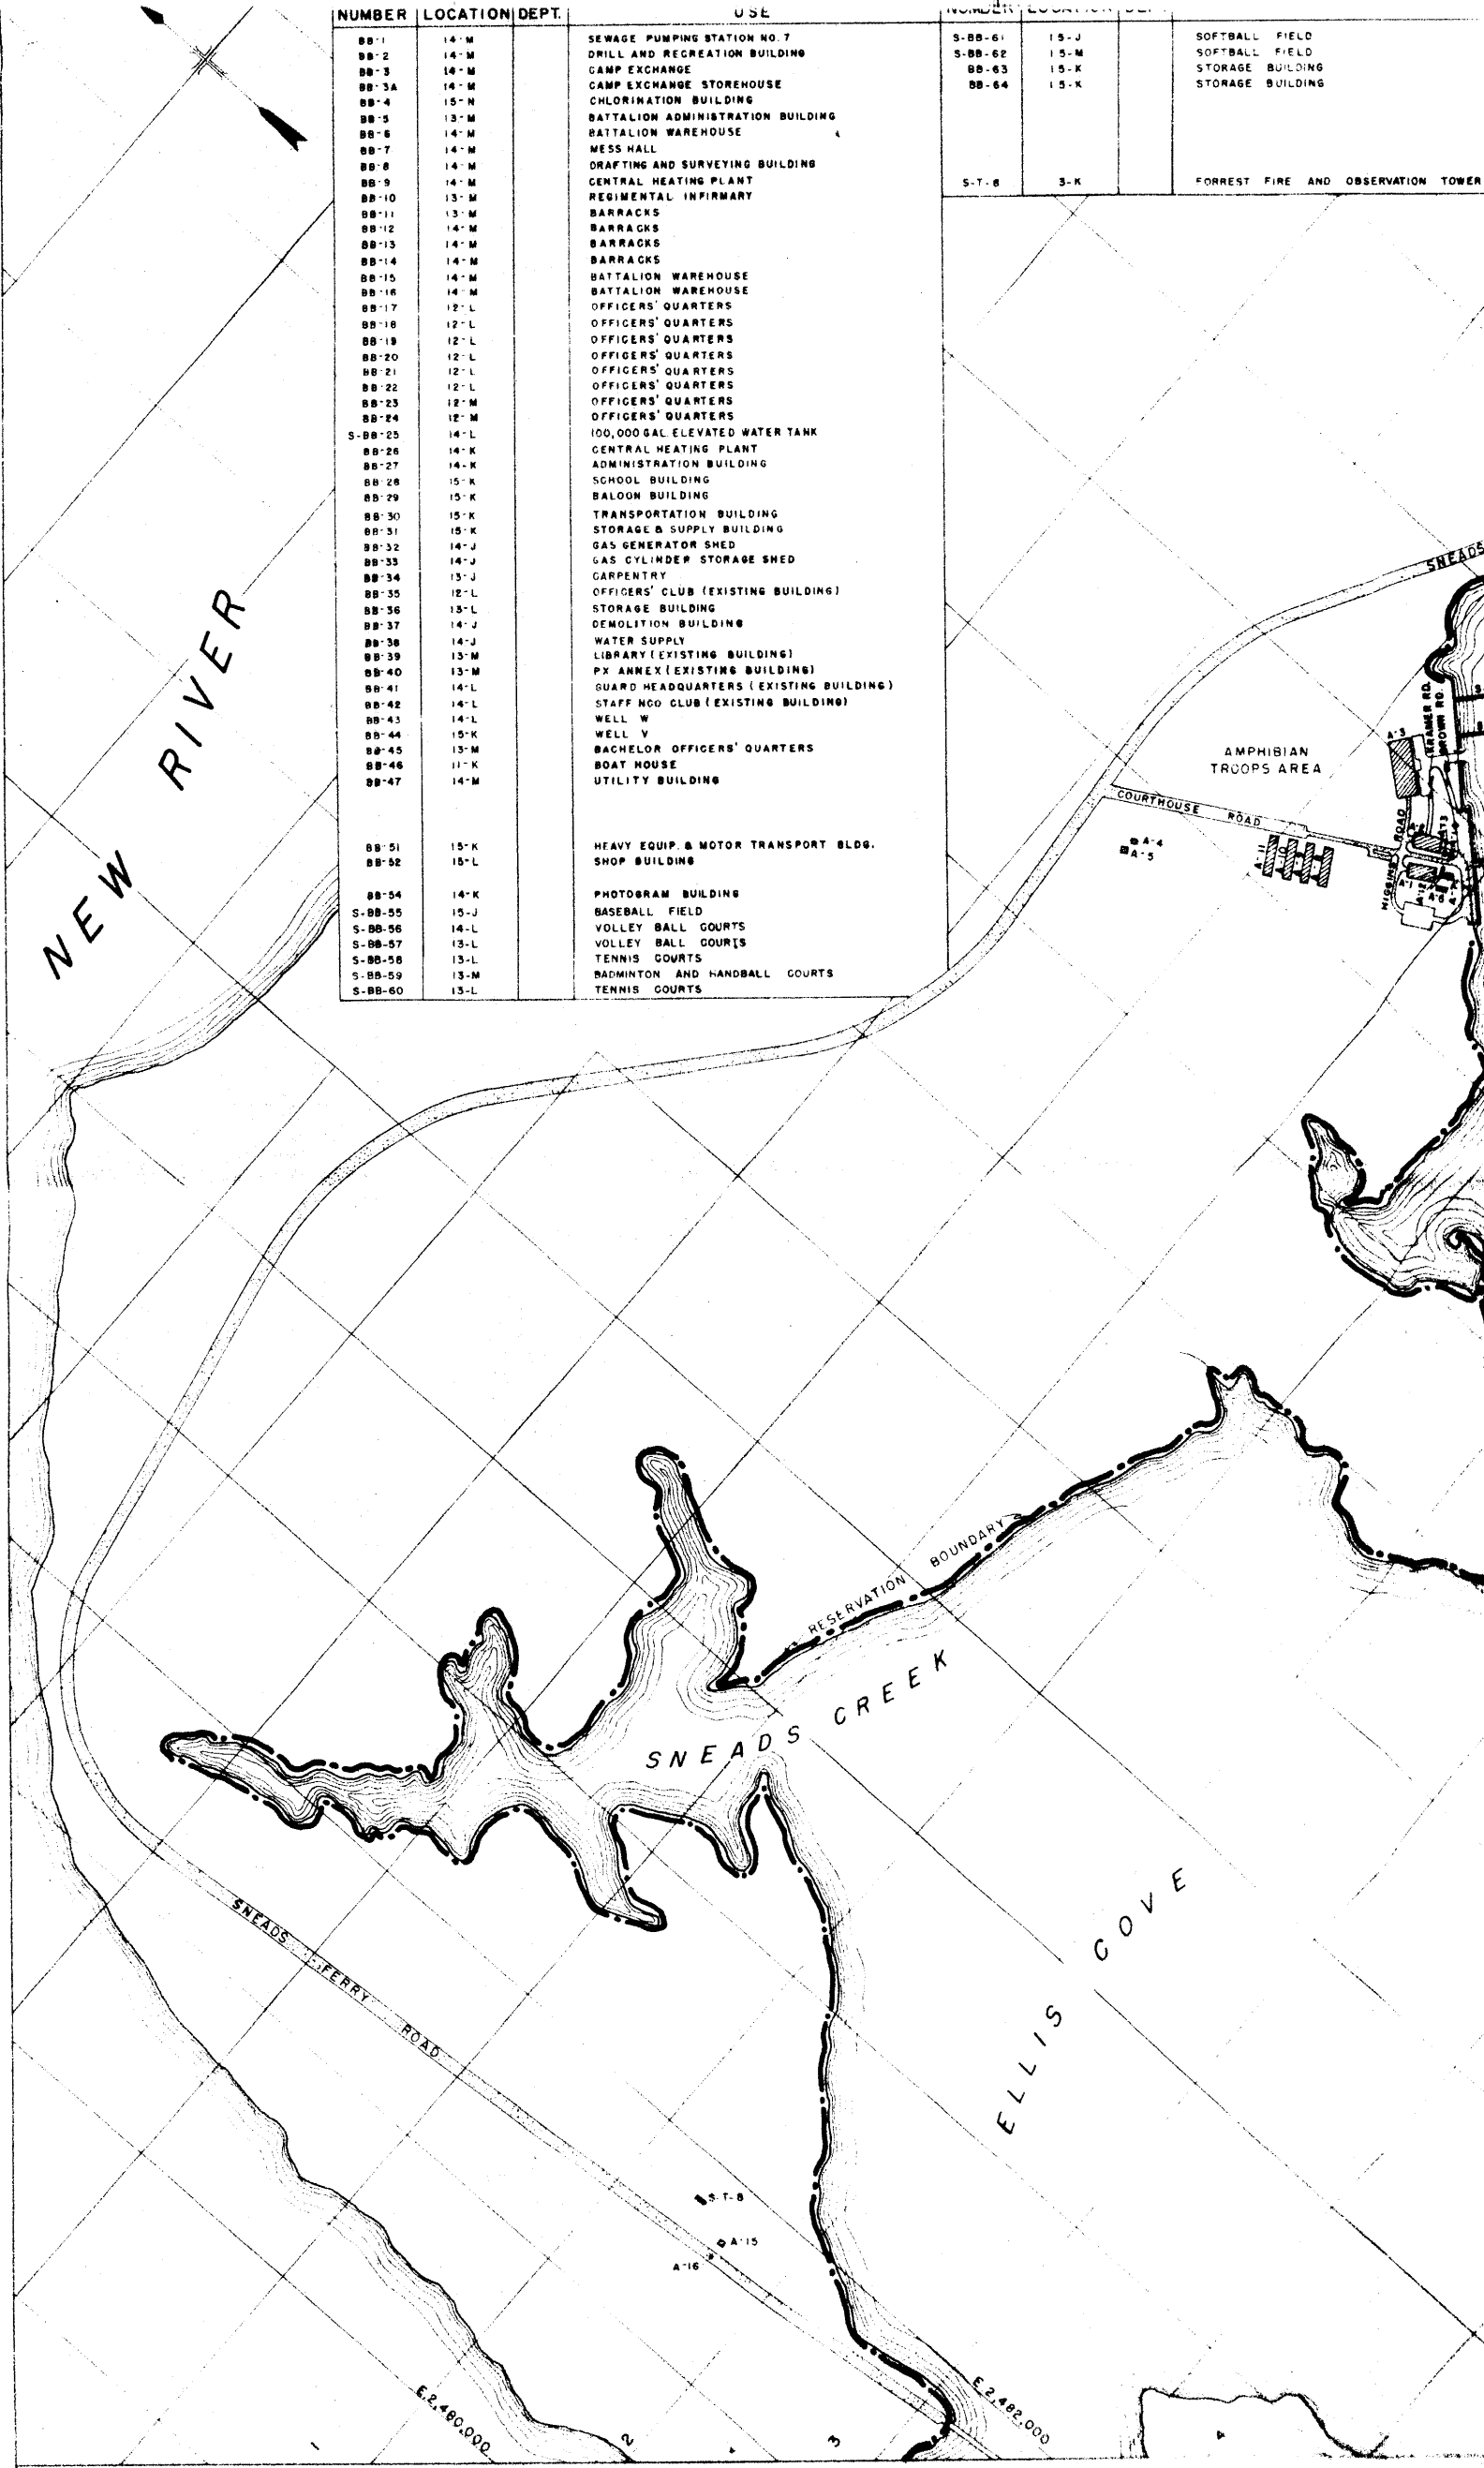 NUMBER LOCATION DEPT. USE
BB-1 14-M SEWAGE PUMPING STATION NO. 7
BB-2 14-M DRILL AND RECREATION BUILDING
BB-3 14-M CAMP EXCHANGE
BB-3A 14-M CAMP EXCHANGE STOREHOUSE
BB-4 15-N CHLORINATION BUILDING
BB-5 13-M BATTALION ADMINISTRATION BUILDING
BB-6 14-M BATTALION WAREHOUSE
BB-7 14-M MESS HALL
BB-8 14-M DRAFTING AND SURVEYING BUILDING
BB-9 14-M CENTRAL HEATING PLANT
BB-10 13-M REGIMENTAL INFIRMARY
BB-11 13-M BARRACKS
BB-12 14-M BARRACKS
BB-13 14-M BARRACKS
BB-14 14-M BARRACKS
BB-15 14-M BATTALION WAREHOUSE
BB-16 14-M BATTALION WAREHOUSE
BB-17 12-L OFFICERS' QUARTERS
BB-18 12-L OFFICERS' QUARTERS
BB-19 12-L OFFICERS' QUARTERS
BB-20 12-L OFFICERS' QUARTERS
BB-21 12-L OFFICERS' QUARTERS
BB-22 12-L OFFICERS' QUARTERS
BB-23 12-M OFFICERS' QUARTERS
BB-24 12-M OFFICERS' QUARTERS
S-BB-25 14-L 100,000 GAL. ELEVATED WATER TANK
BB-26 14-K CENTRAL HEATING PLANT
BB-27 14-K ADMINISTRATION BUILDING
BB-28 15-K SCHOOL BUILDING
BB-29 15-K BALOON BUILDING
BB-30 15-K TRANSPORTATION BUILDING
BB-31 15-K STORAGE & SUPPLY BUILDING
BB-32 14-J GAS GENERATOR SHED
BB-33 14-J GAS CYLINDER STORAGE SHED
BB-34 13-J CARPENTRY
BB-35 12-L OFFICERS' CLUB (EXISTING BUILDING)
BB-36 13-L STORAGE BUILDING
BB-37 14-J DEMOLITION BUILDING
BB-38 14-J WATER SUPPLY
BB-39 13-M LIBRARY (EXISTING BUILDING)
BB-40 13-M PX ANNEX (EXISTING BUILDING)
BB-41 14-L GUARD HEADQUARTERS (EXISTING BUILDING)
BB-42 14-L STAFF NCO CLUB (EXISTING BUILDING)
BB-43 14-L WELL W
BB-44 15-K WELL V
BB-45 13-M BACHELOR OFFICERS' QUARTERS
BB-46 11-K BOAT HOUSE
BB-47 14-M UTILITY BUILDING
BB-51 15-K HEAVY EQUIP. & MOTOR TRANSPORT BLDG.
BB-52 15-L SHOP BUILDING
BB-54 14-K PHOTOGRAM BUILDING
S-BB-55 15-J BASEBALL FIELD
S-BB-56 14-L VOLLEY BALL COURTS
S-BB-57 13-L VOLLEY BALL COURTS
S-BB-58 13-L TENNIS COURTS
S-BB-59 13-M BADMINTON AND HANDBALL COURTS
S-BB-60 13-L TENNIS COURTS
NUMBER LOCATION DEPT.
S-BB-61 15-J SOFTBALL FIELD
S-BB-62 15-M SOFTBALL FIELD
BB-63 15-K STORAGE BUILDING
BB-64 15-K STORAGE BUILDING
S-T-8 3-K FORREST FIRE AND OBSERVATION TOWER
NEW RIVER
SNEADS
KRAMER RD.
BROWN RD.
AMPHIBIAN
TROOPS AREA
A-3
COURTHOUSE ROAD
HIGGINS ROAD
A-4
A-5
A-11
A-1
RESERVATION BOUNDARY
SNEADS CREEK
ELLIS COVE
SNEADS FERRY ROAD
S-T-8
A-15
A-16
E.2,480,000
E.2,482,000
1
2
3
4